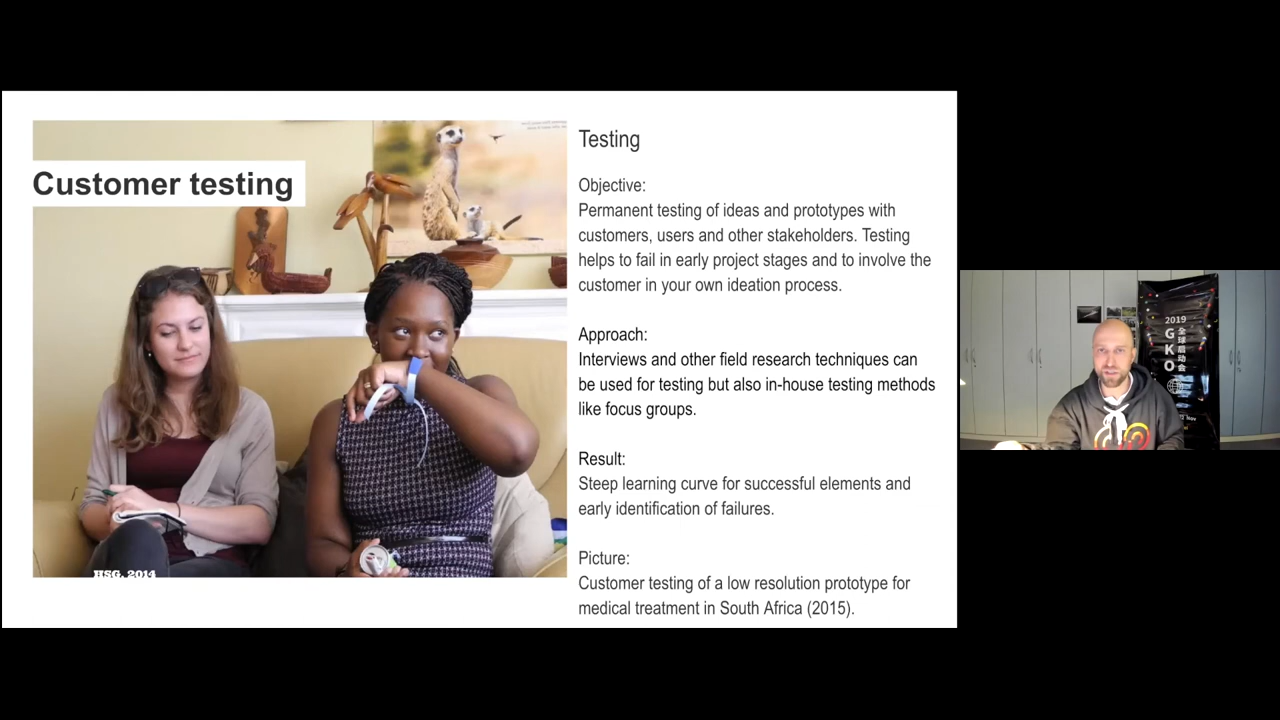 Customer testing
HSG, 2014
Testing
Objective:
Permanent testing of ideas and prototypes with
customers, users and other stakeholders. Testing
helps to fail in early project stages and to involve the
customer in your own ideation process.
Approach:
Interviews and other field research techniques can
be used for testing but also in-house testing methods
like focus groups.
Result:
Steep learning curve for successful elements and
early identification of failures.
Picture:
Customer testing of a low resolution prototype for
medical treatment in South Africa (2015).
2019
GKO
全球启动会
Nov